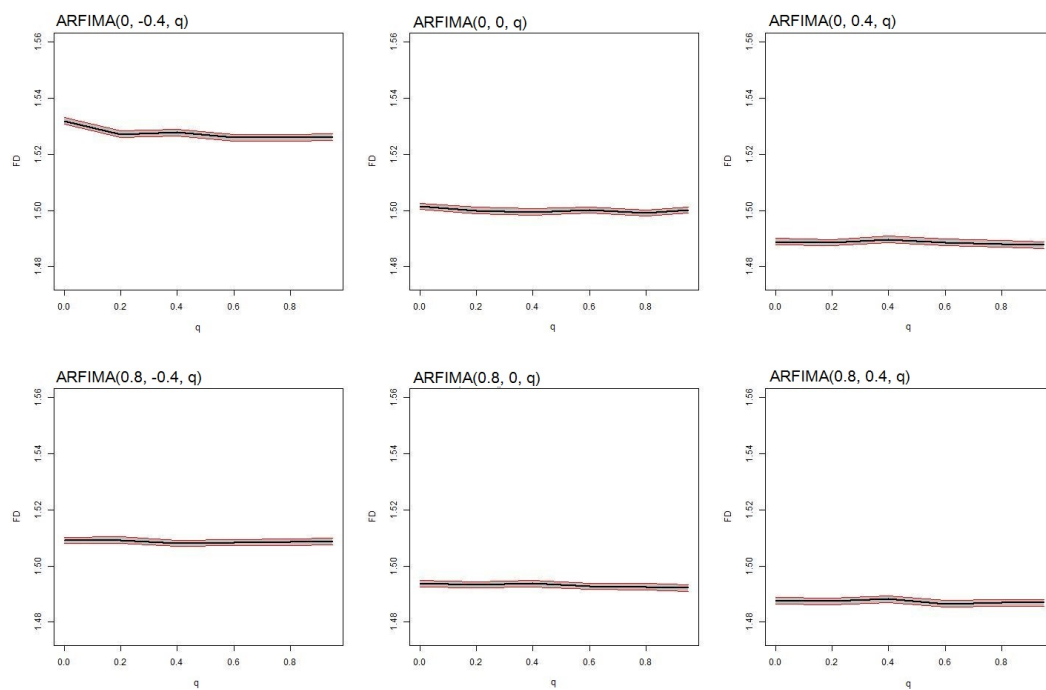 ARFIMA(0, -0.4, q)
1.56
1.54
1.52
1.50
1.48
FD
0.0 0.2 0.4 0.6 0.8
q
ARFIMA(0, 0, q)
1.56
1.54
1.52
1.50
1.48
FD
0.0 0.2 0.4 0.6 0.8
q
ARFIMA(0, 0.4, q)
1.56
1.54
1.52
1.50
1.48
FD
0.0 0.2 0.4 0.6 0.8
q
ARFIMA(0.8, -0.4, q)
1.56
1.54
1.52
1.50
1.48
FD
0.0 0.2 0.4 0.6 0.8
q
ARFIMA(0.8, 0, q)
1.56
1.54
1.52
1.50
1.48
FD
0.0 0.2 0.4 0.6 0.8
q
ARFIMA(0.8, 0.4, q)
1.56
1.54
1.52
1.50
1.48
FD
0.0 0.2 0.4 0.6 0.8
q